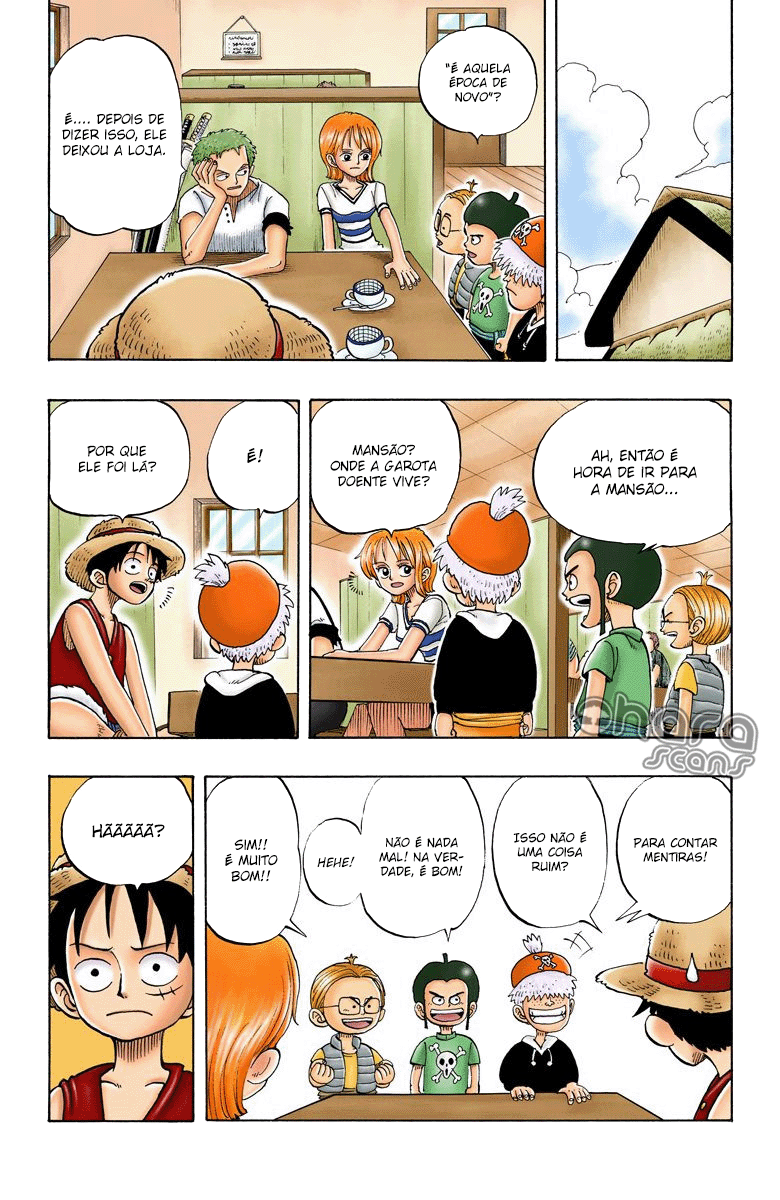 "É AQUELA
ÉPOCA DE
NOVO"?
É.... DEPOIS DE
DIZER ISSO, ELE
DEIXOU A LOJA.
POR QUE
ELE FOI LÁ?
É!
MANSÃO?
ONDE A GAROTA
DOENTE VIVE?
AH, ENTÃO É
HORA DE IR PARA
A MANSÃO...
OHARA
SCANS
HÃÃÃÃÃ?
SIM!!
É MUITO
BOM!!
HEHE!
NÃO É NADA
MAL! NA VER-
DADE, É BOM!
ISSO NÃO É
UMA COISA
RUIM?
PARA CONTAR
MENTIRAS!